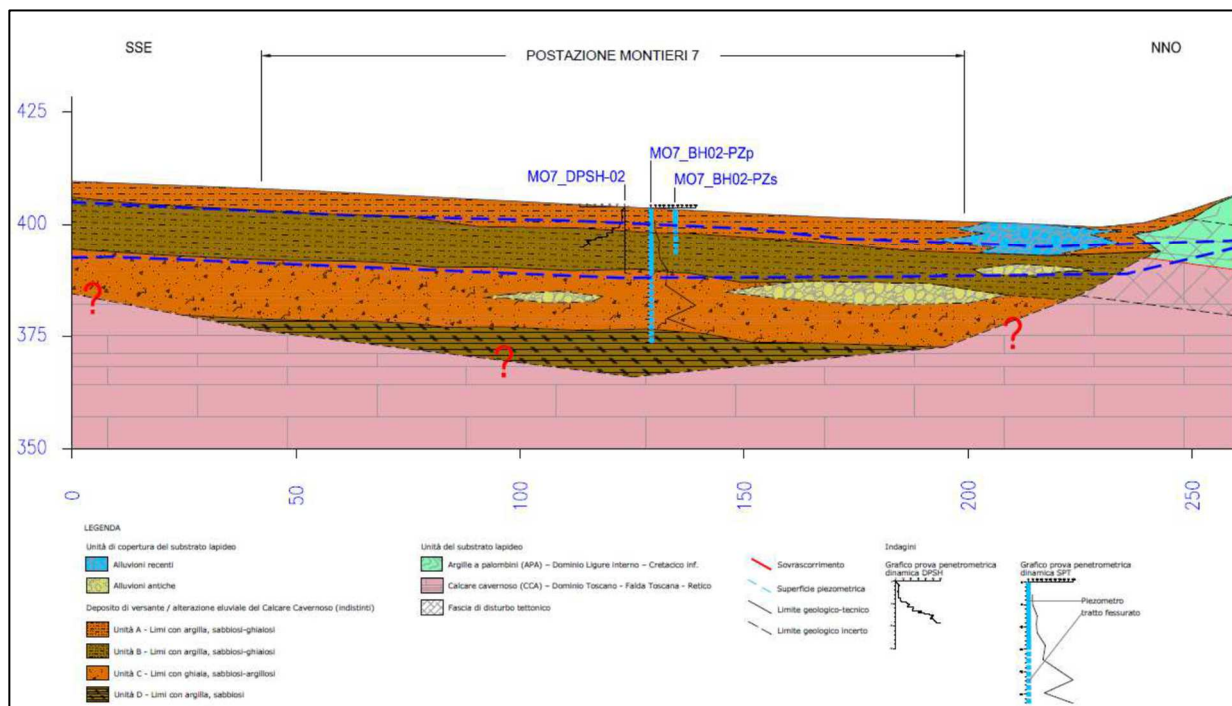 SSE
POSTAZIONE MONTIERI 7
NNO
425
MO7_BH02-PZp
MO7_DPSH-02
MO7_BH02-PZs
400
?
375
?
?
350
0
50
100
150
200
250
LEGENDA
Unità di copertura del substrato lapideo
Alluvioni recenti
Alluvioni antiche
Deposito di versante / alterazione eluviale del Calcare Cavernoso (indistinti)
Unità A - Limi con argilla, sabbiosi-ghiaiosi
Unità B - Limi con argilla, sabbiosi-ghiaiosi
Unità C - Limi con ghiaia, sabbiosi-argillosi
Unità D - Limi con argilla, sabbiosi
Unità del substrato lapideo
Argille a palombini (APA) – Dominio Ligure interno – Cretacico inf.
Calcare cavernoso (CCA) – Dominio Toscano - Falda Toscana - Retico
Fascia di disturbo tettonico
Sovrascorrimento
Superficie piezometrica
Limite geologico-tecnico
Limite geologico incerto
Indagini
Grafico prova penetrometrica
dinamica DPSH
Grafico prova penetrometrica
dinamica SPT
Piezometro
tratto fessurato